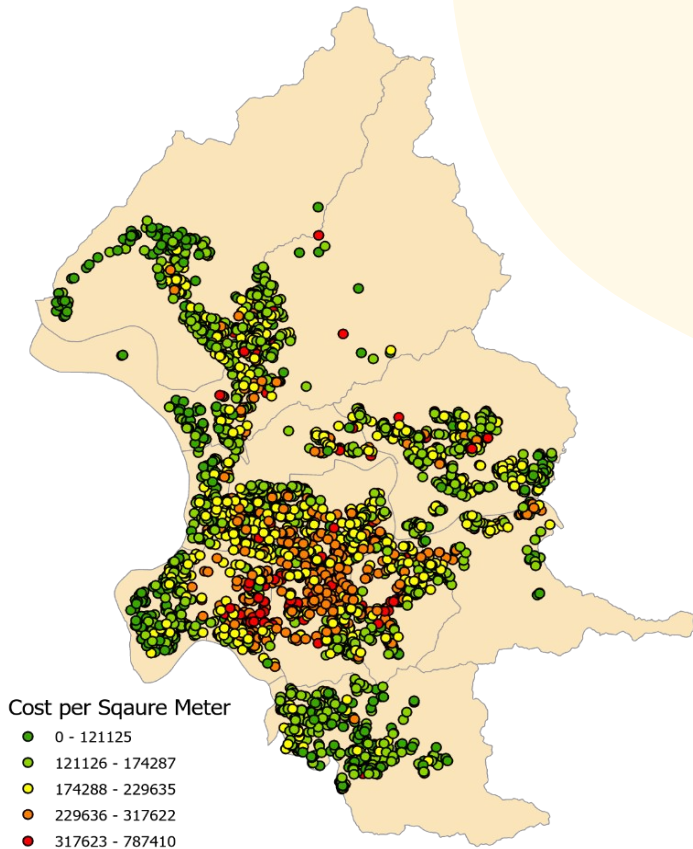 Cost per Sqaure Meter
0 - 121125
121126 - 174287
174288 - 229635
229636 - 317622
317623 - 787410